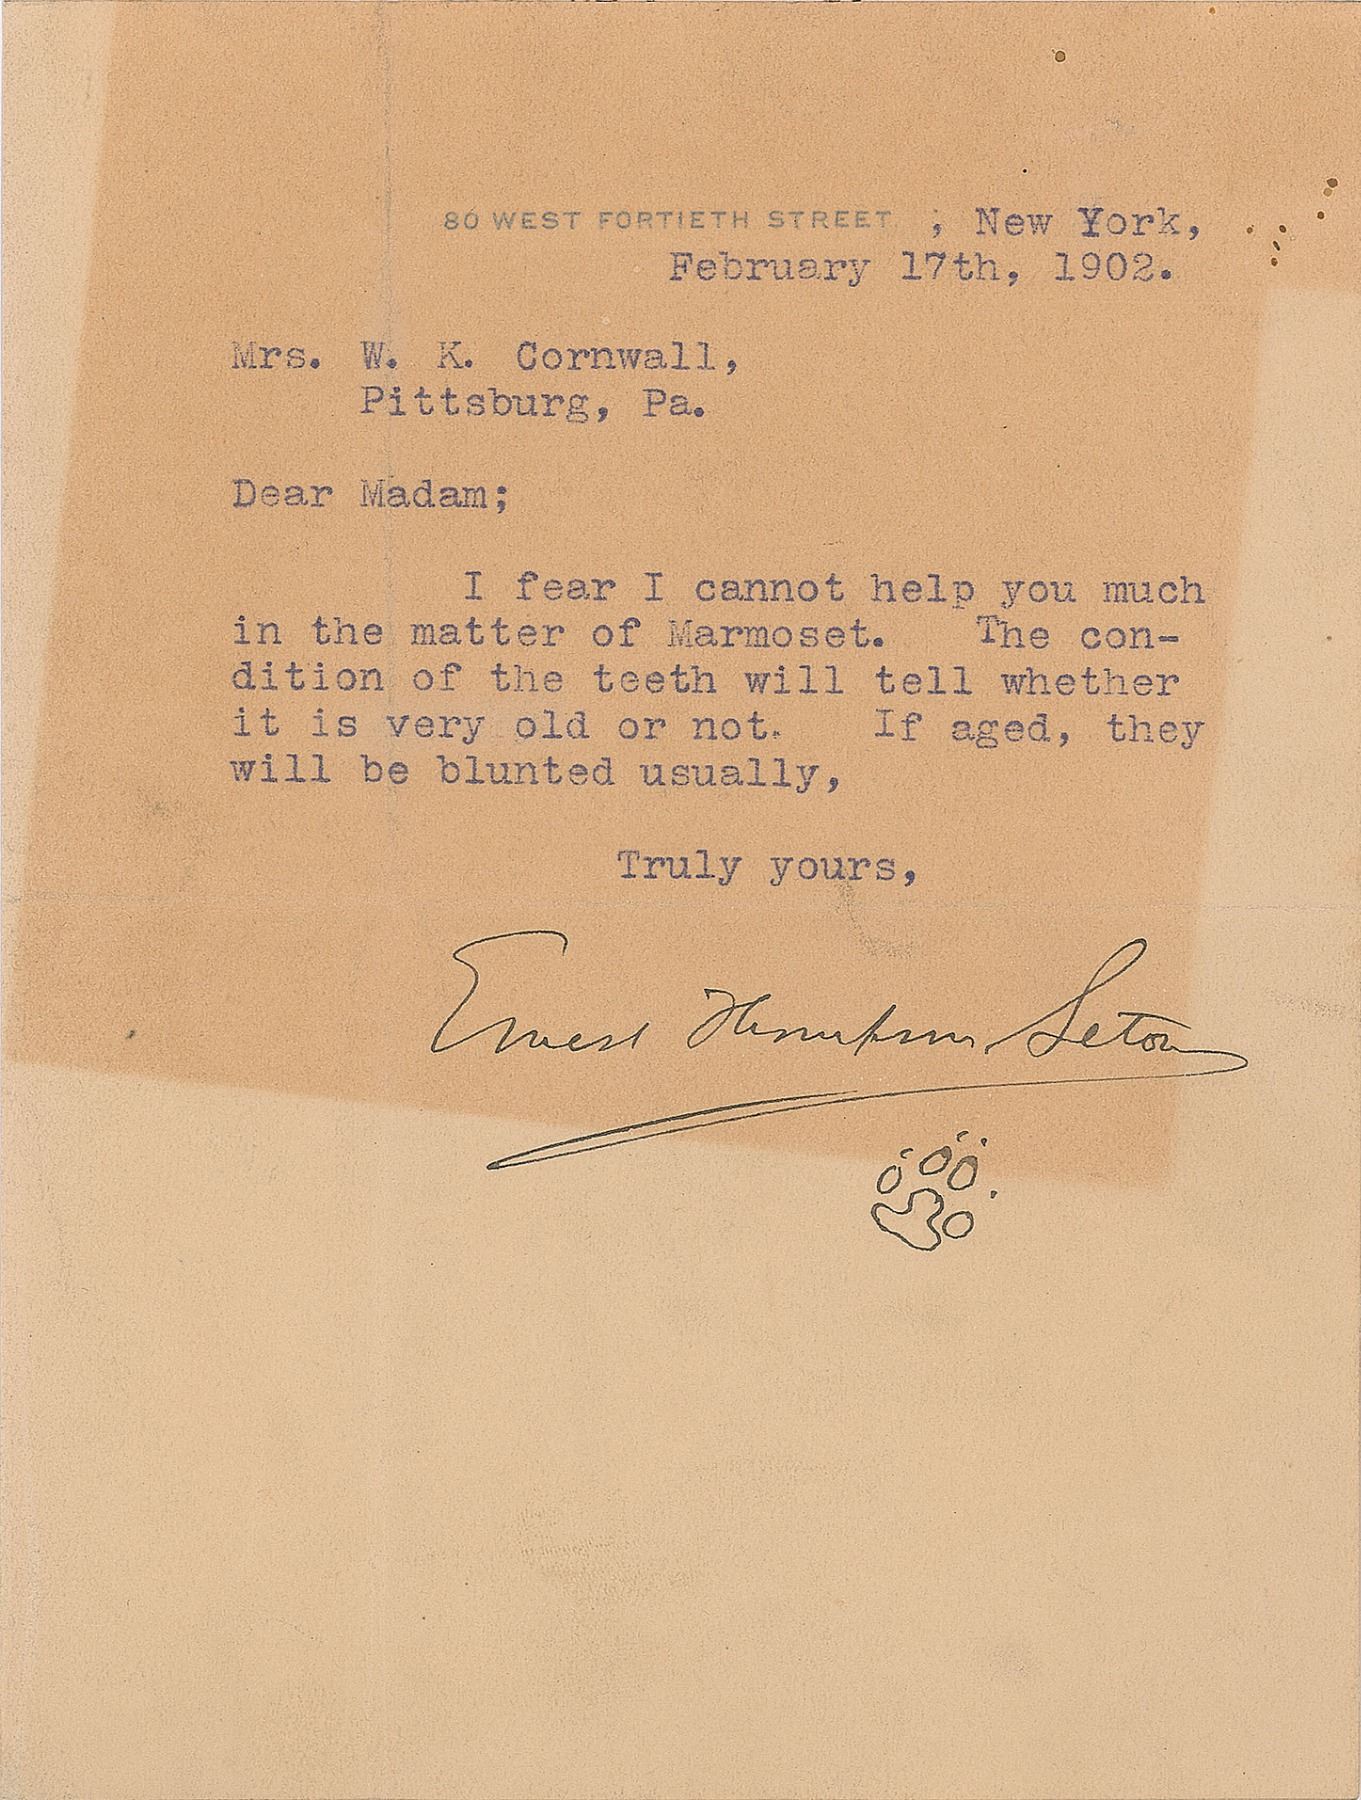 80 WEST FORTIETH STREET ; New York,
February 17th, 1902.
Mrs. W. K. Cornwall,
Pittsburg, Pa.
Dear Madam;
I fear I cannot help you much
in the matter of Marmoset. The con-
dition of the teeth will tell whether
it is very old or not. If aged, they
will be blunted usually,
Truly yours,
Ernest Thompson Seton